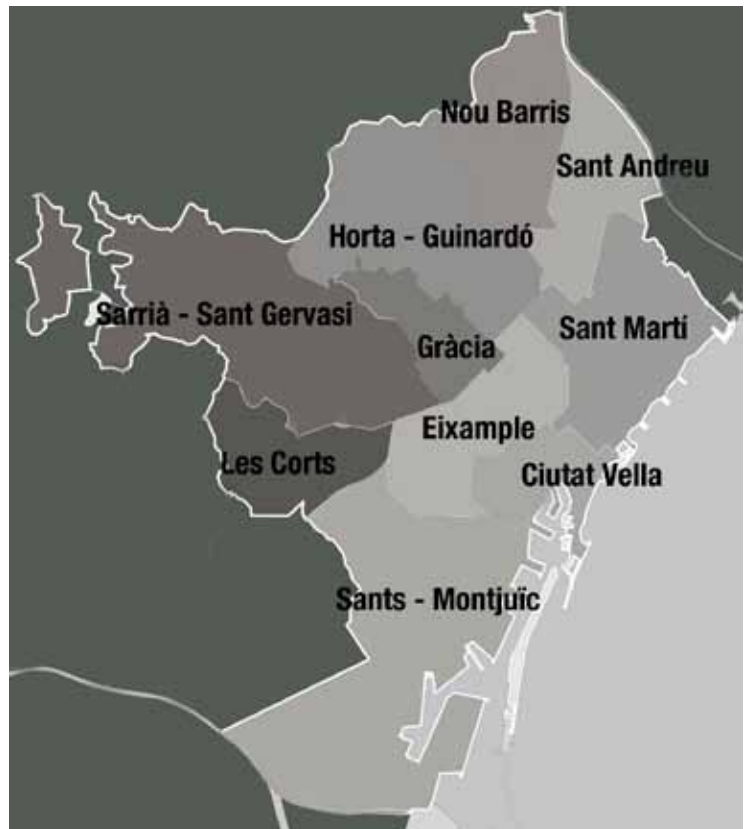 Nou Barris
Sant Andreu
Horta - Guinardó
Sarrià - Sant Gervasi
Sant Martí
Gràcia
Eixample
Les Corts
Ciutat Vella
Sants - Montjuïc